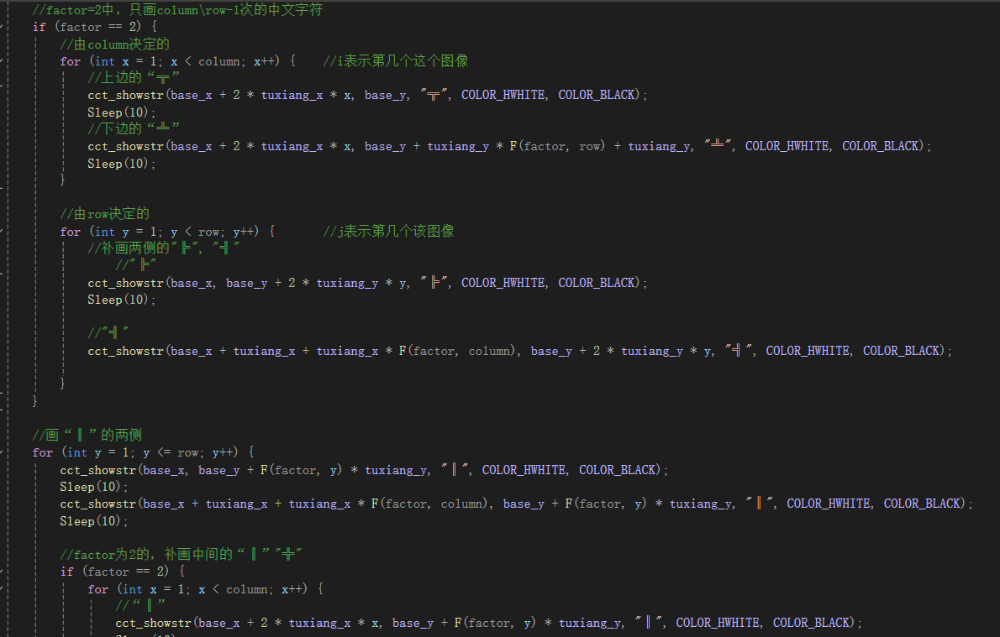 //factor=2中，只画column\row-1次的中文字符
if (factor == 2) {
//由column决定的
for (int x = 1; x < column; x++) {    //i表示第几个这个图像
//上边的“╦”
cct_showstr(base_x + 2 * tuxiang_x * x, base_y, "╦", COLOR_HWHITE, COLOR_BLACK);
Sleep(10);
//下边的“╩”
cct_showstr(base_x + 2 * tuxiang_x * x, base_y + tuxiang_y * F(factor, row) + tuxiang_y, "╩", COLOR_HWHITE, COLOR_BLACK);
Sleep(10);
}
//由row决定的
for (int y = 1; y < row; y++) {       //j表示第几个该图像
//补画两侧的"╠", "╣"
//"╠"
cct_showstr(base_x, base_y + 2 * tuxiang_y * y, "╠", COLOR_HWHITE, COLOR_BLACK);
Sleep(10);
//"╣"
cct_showstr(base_x + tuxiang_x + tuxiang_x * F(factor, column), base_y + 2 * tuxiang_y * y, "╣", COLOR_HWHITE, COLOR_BLACK);
}
}
//画“║”的两侧
for (int y = 1; y <= row; y++) {
cct_showstr(base_x, base_y + F(factor, y) * tuxiang_y, "║", COLOR_HWHITE, COLOR_BLACK);
Sleep(10);
cct_showstr(base_x + tuxiang_x + tuxiang_x * F(factor, column), base_y + F(factor, y) * tuxiang_y, "║", COLOR_HWHITE, COLOR_BLACK);
Sleep(10);
//factor为2的，补画中间的“║”"╬"
if (factor == 2) {
for (int x = 1; x < column; x++) {
//“║”
cct_showstr(base_x + 2 * tuxiang_x * x, base_y + F(factor, y) * tuxiang_y, "║", COLOR_HWHITE, COLOR_BLACK);